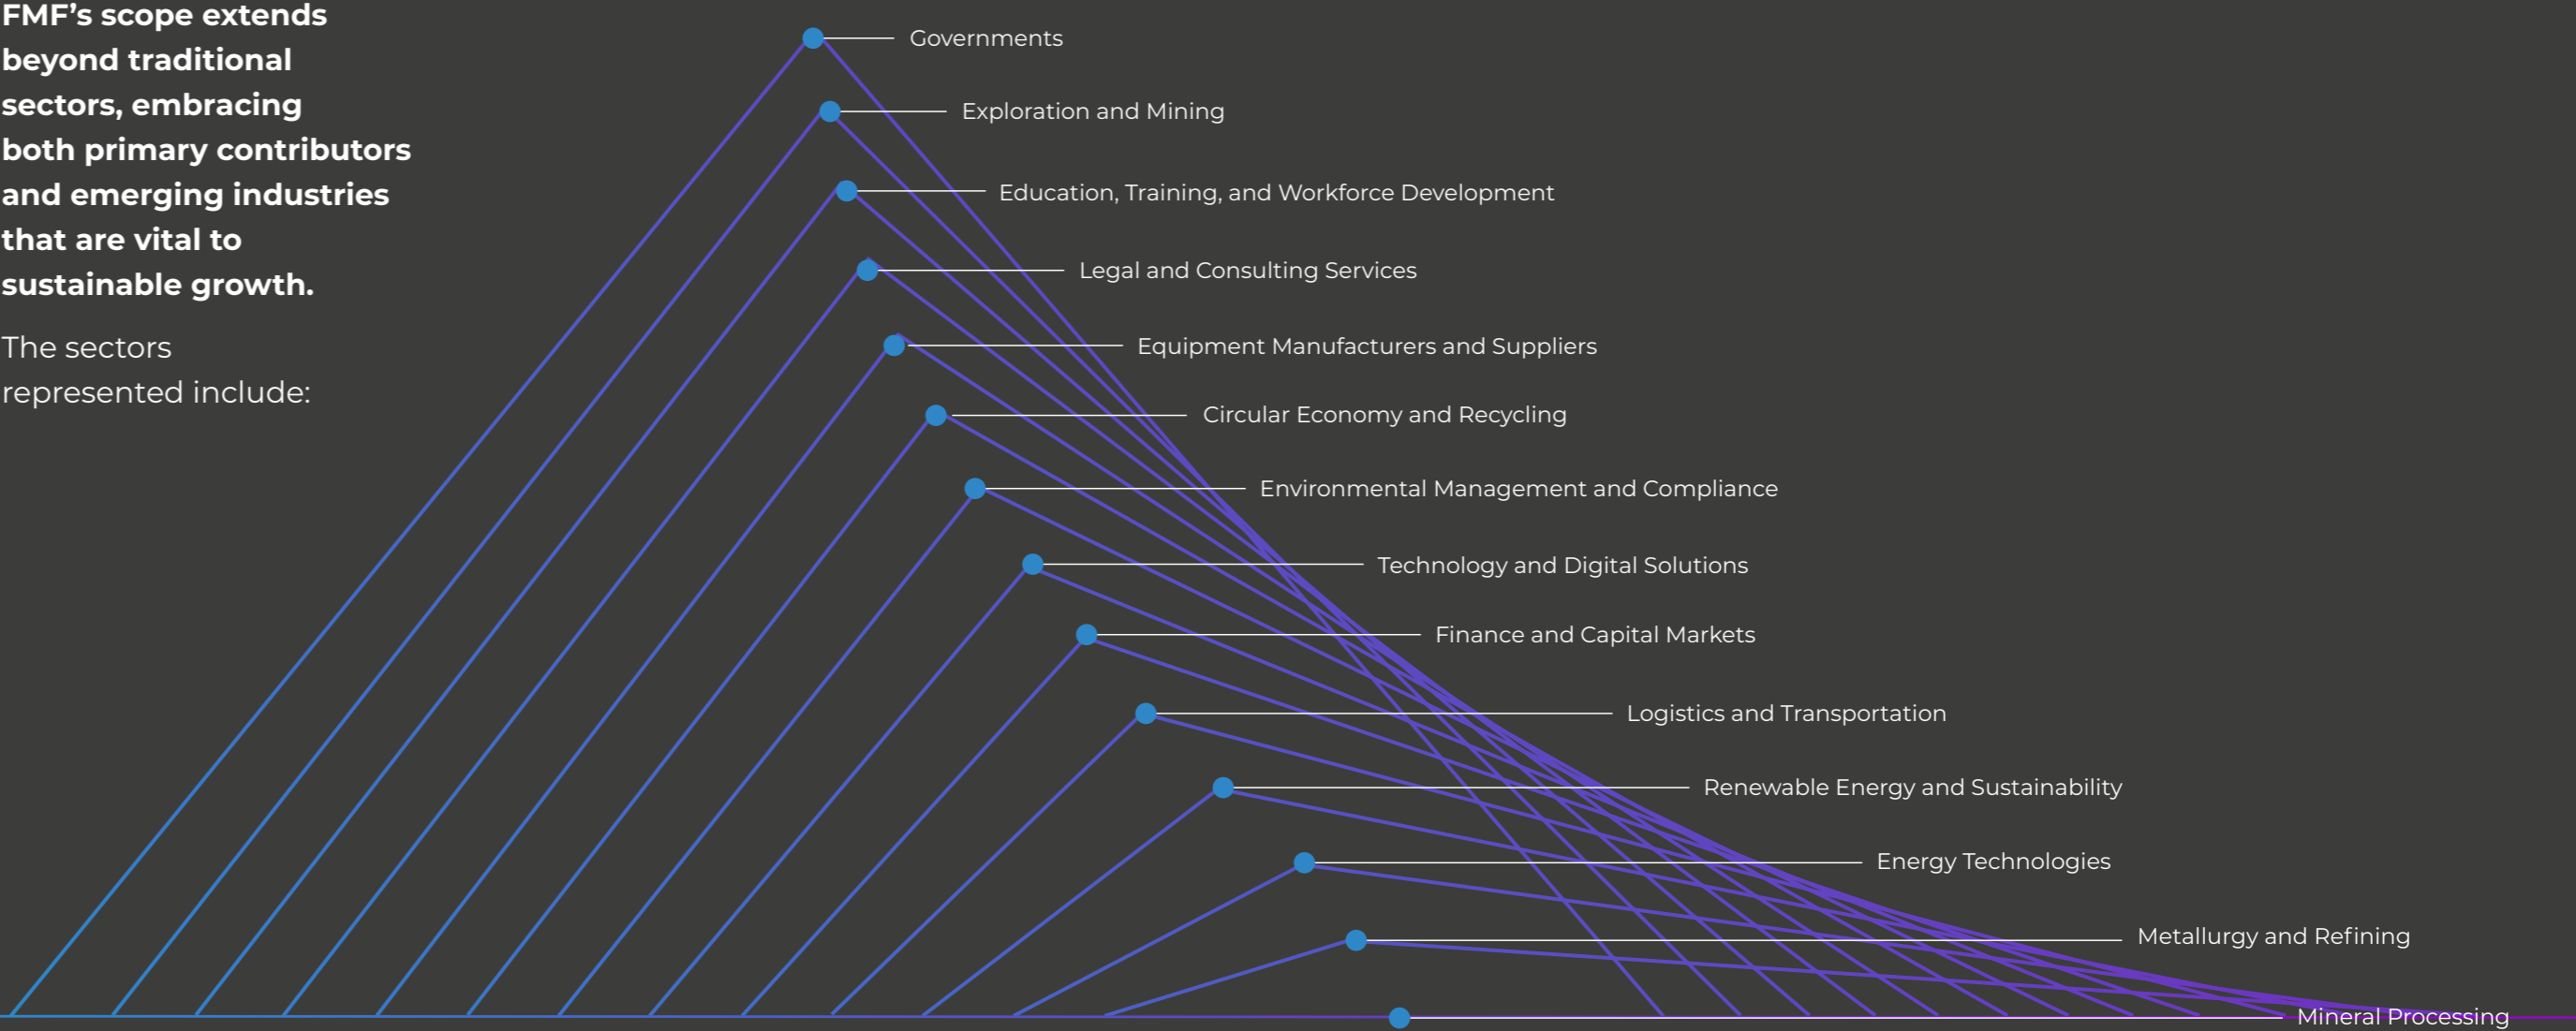 FMF’s scope extends
beyond traditional
sectors, embracing
both primary contributors
and emerging industries
that are vital to
sustainable growth.
The sectors
represented include:
Governments
Exploration and Mining
Education, Training, and Workforce Development
Legal and Consulting Services
Equipment Manufacturers and Suppliers
Circular Economy and Recycling
Environmental Management and Compliance
Technology and Digital Solutions
Finance and Capital Markets
Logistics and Transportation
Renewable Energy and Sustainability
Energy Technologies
Metallurgy and Refining
Mineral Processing